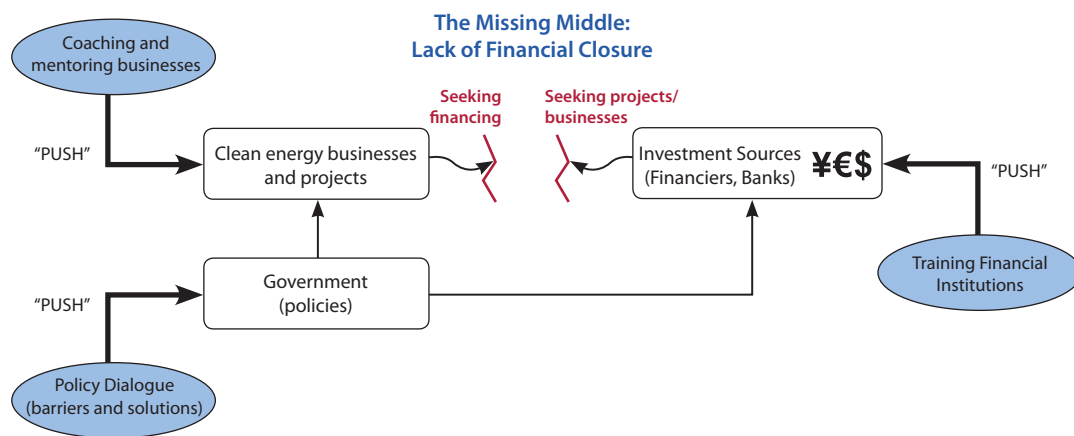 The Missing Middle:
Lack of Financial Closure
Coaching and
mentoring businesses
Seeking
financing
Seeking projects/
businesses
"PUSH"
Clean energy businesses
and projects
Investment Sources
(Financiers, Banks)
¥€$
"PUSH"
Government
(policies)
Training Financial
Institutions
"PUSH"
Policy Dialogue
(barriers and solutions)